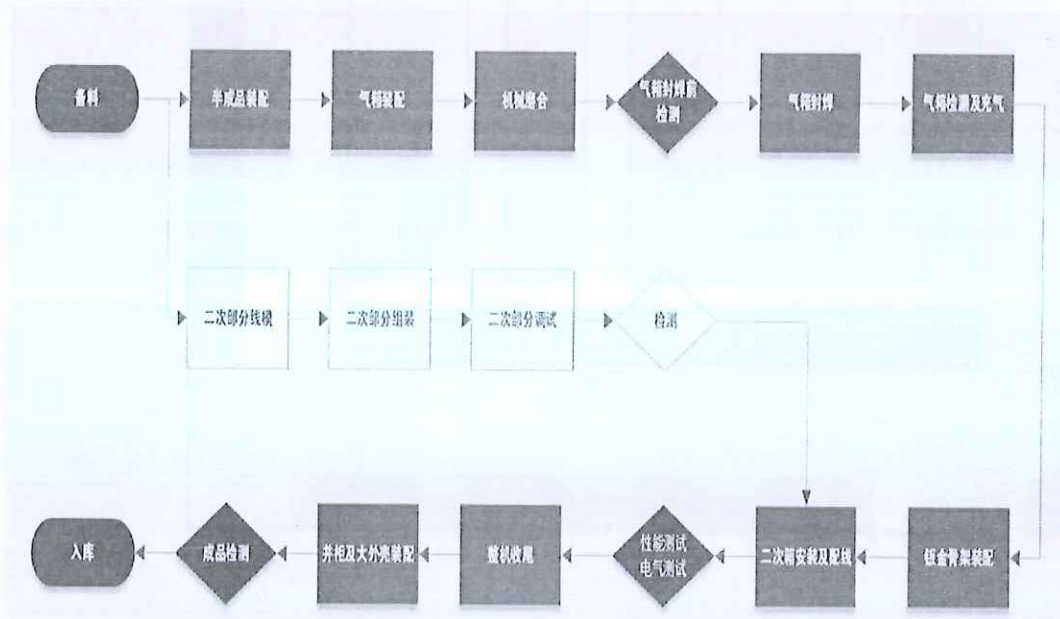 备料
半成品装配
气箱装配
机械磨合
气箱封焊前
检测
气箱封焊
气箱检漏及充气
二次部分线模
二次部分组装
二次部分调试
检测
入库
成品检测
并柜及大外壳装配
整机收尾
性能测试
电气测试
二次箱安装及配线
钣金骨架装配